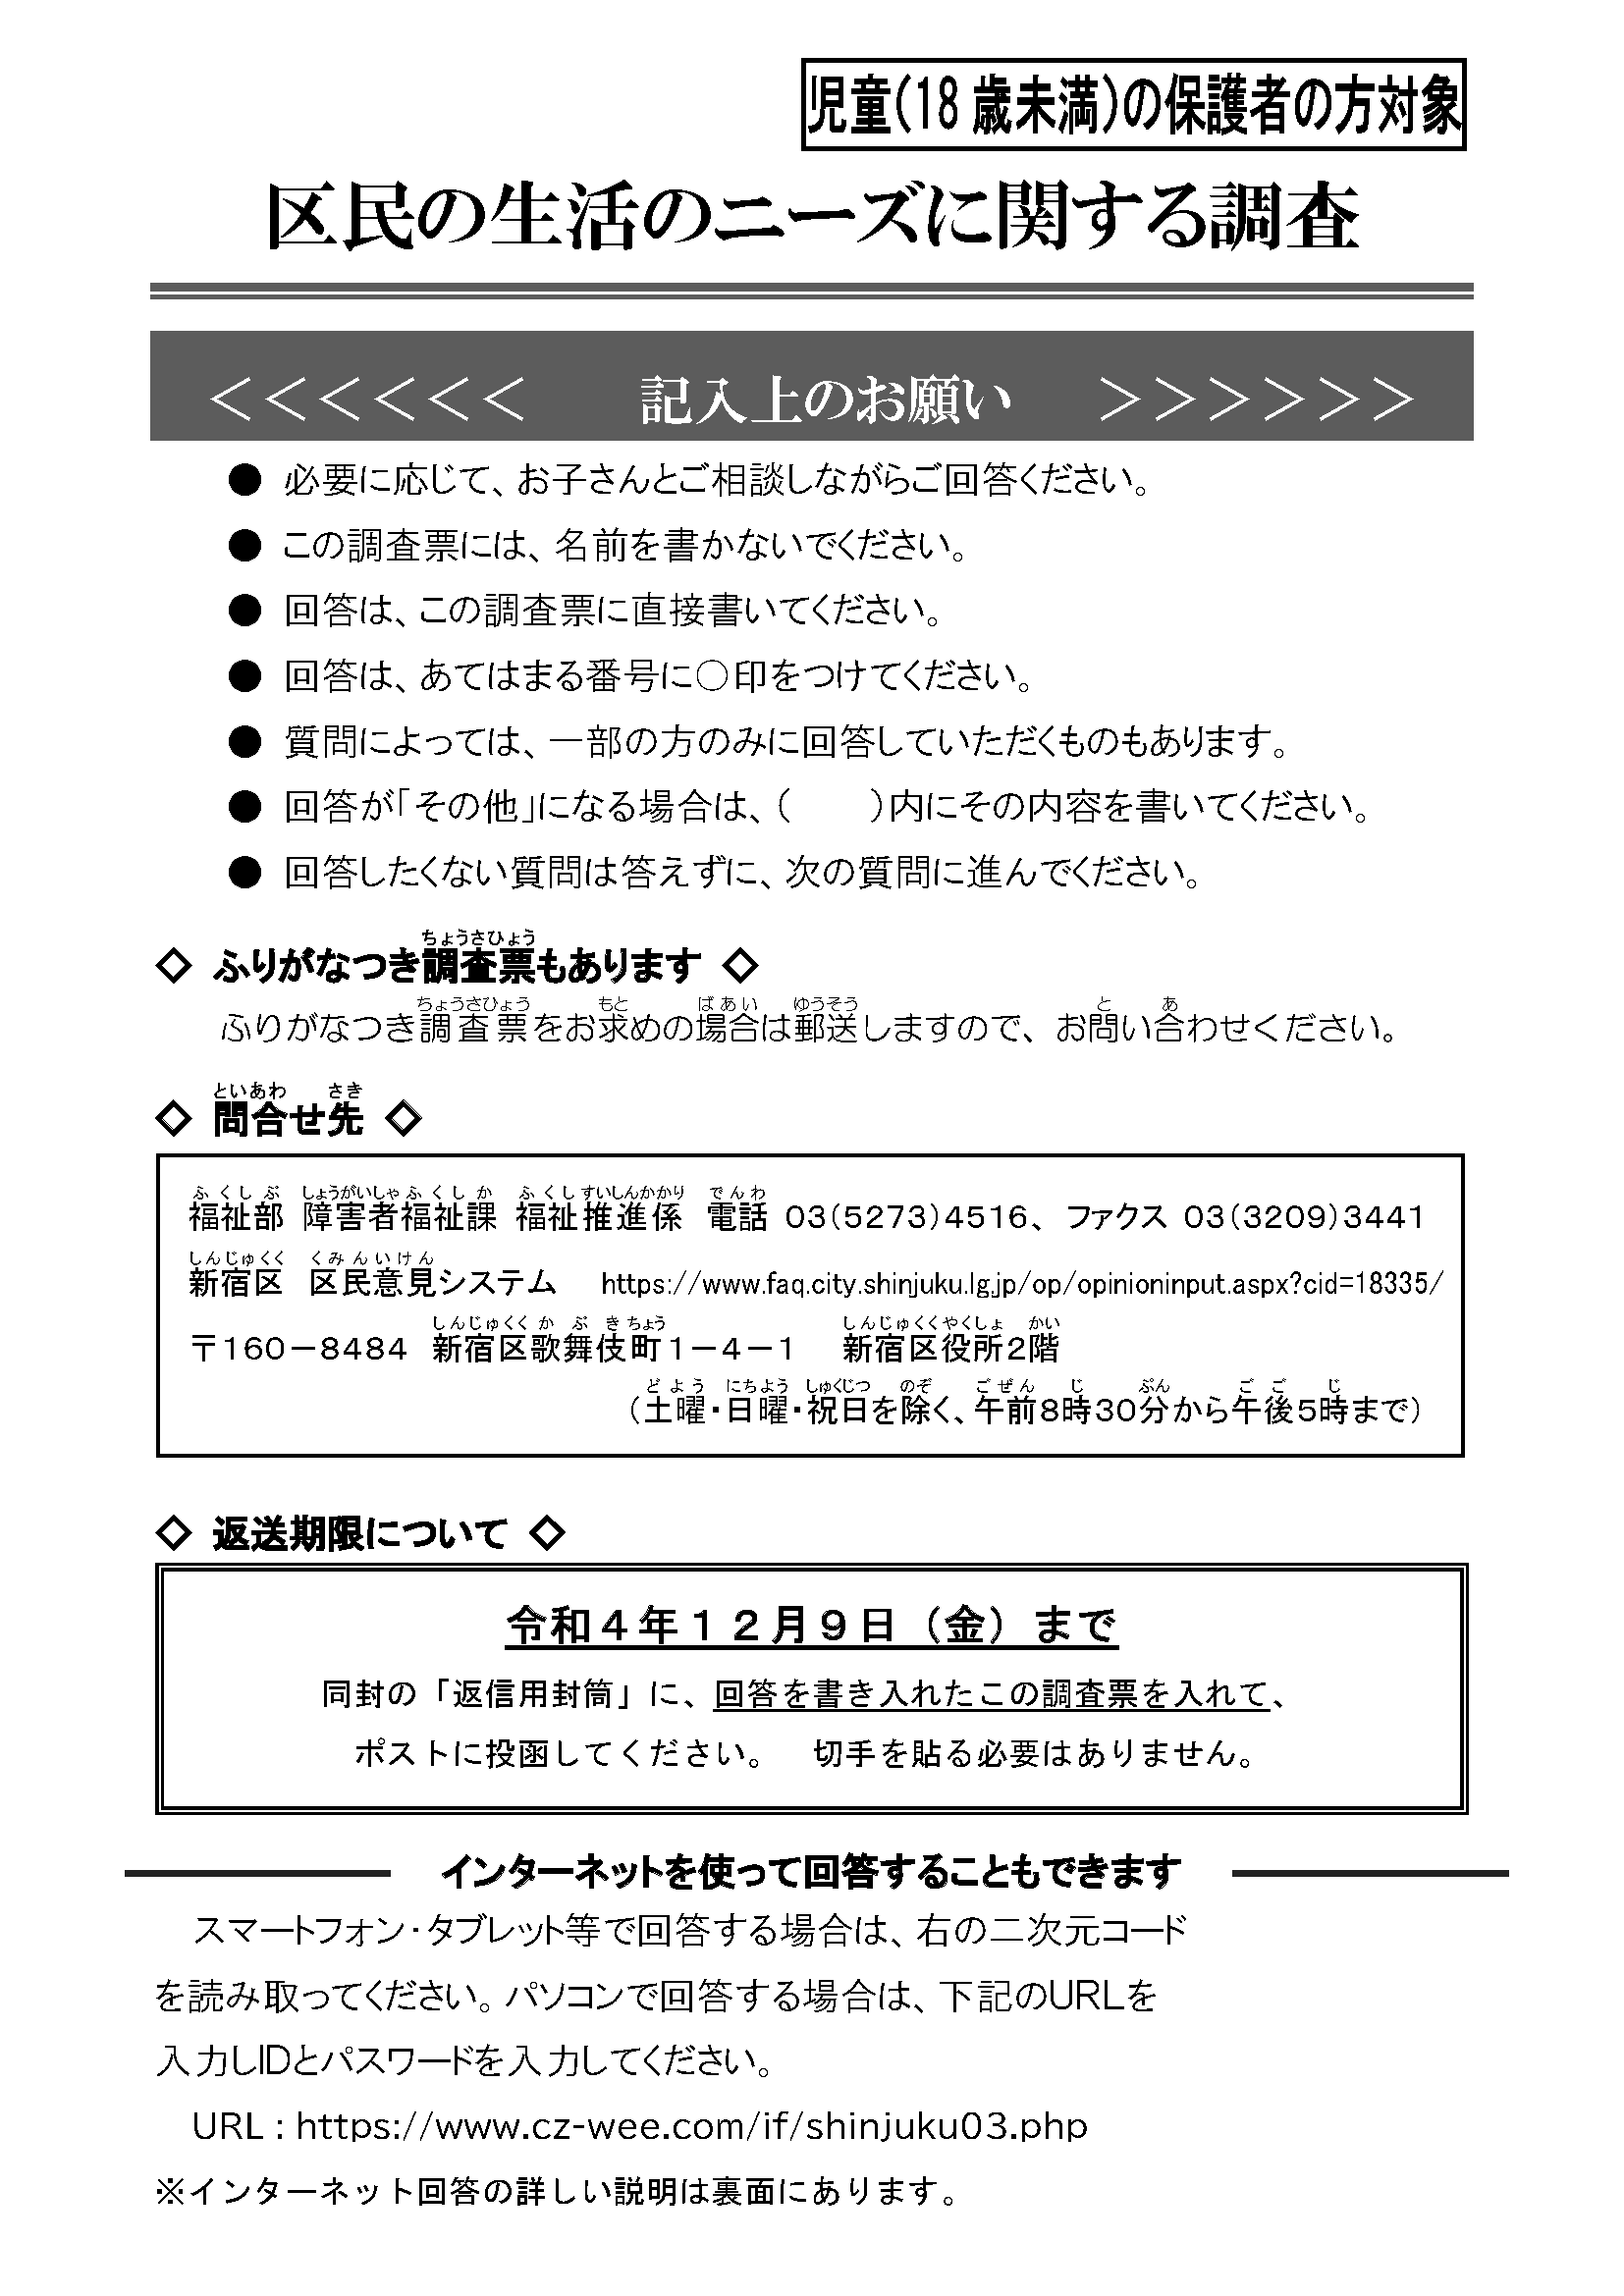 児童(18歳未満)の保護者の方対象
区民の生活のニーズに関する調査
＜＜＜＜＜＜　記入上のお願い　＞＞＞＞＞＞
● 必要に応じて、お子さんとご相談しながらご回答ください。
● この調査票には、名前を書かないでください。
● 回答は、この調査票に直接書いてください。
● 回答は、あてはまる番号に○印をつけてください。
● 質問によっては、一部の方のみに回答していただくものもあります。
● 回答が「その他」になる場合は、(　　)内にその内容を書いてください。
● 回答したくない質問は答えずに、次の質問に進んでください。
ちょうさひょう
◇ ふりがなつき調査票もあります ◇
ちょうさひょう　もと　ばあい　ゆうそう　と　あ
ふりがなつき調査票をお求めの場合は郵送しますので、お問い合わせください。
といあわ　さき
◇ 問合せ先 ◇
ふくしぶ　しょうがいしゃふくしか　ふくしすいしんかかり　でんわ
福祉部 障害者福祉課 福祉推進係 電話 03(5273)4516、ファクス 03(3209)3441
しんじゅくく　くみんいけん
新宿区 区民意見システム　https://www.faq.city.shinjuku.lg.jp/op/opinioninput.aspx?cid=18335/
しんじゅくくかぶきちょう　しんじゅくくやくしょ　かい
〒160－8484 新宿区歌舞伎町1－4－1　新宿区役所2階
どよう　にちよう　しゅくじつ　のぞ　ごぜん　じ　ぷん　ごご　じ
(土曜・日曜・祝日を除く、午前8時30分から午後5時まで)
◇ 返送期限について ◇
令和４年１２月９日（金）まで
同封の「返信用封筒」に、回答を書き入れたこの調査票を入れて、
ポストに投函してください。　切手を貼る必要はありません。
インターネットを使って回答することもできます
スマートフォン・タブレット等で回答する場合は、右の二次元コード
を読み取ってください。パソコンで回答する場合は、下記のURLを
入力しIDとパスワードを入力してください。
URL：https://www.cz-wee.com/if/shinjuku03.php
※インターネット回答の詳しい説明は裏面にあります。